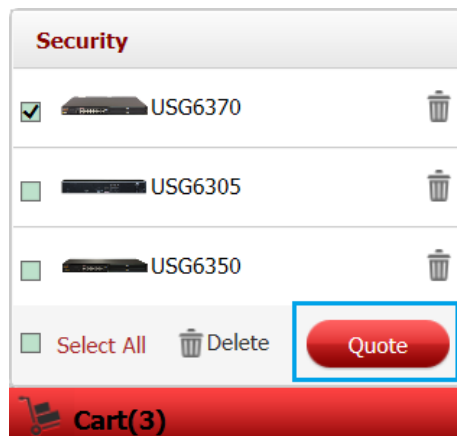 Security
USG6370
USG6305
USG6350
Select All Delete Quote
Cart(3)